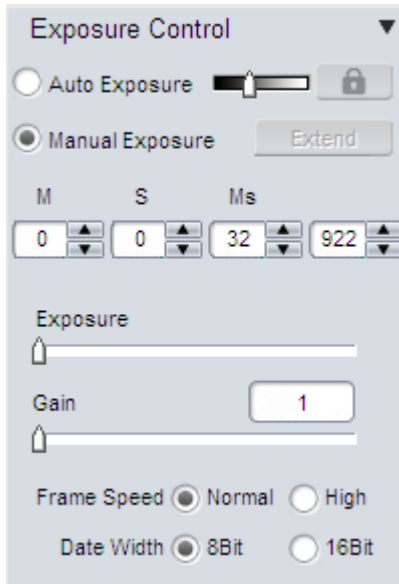 Exposure Control
Auto Exposure
Manual Exposure Extend
M S Ms
0 0 32 922
Exposure
Gain 1
Frame Speed Normal High
Date Width 8Bit 16Bit